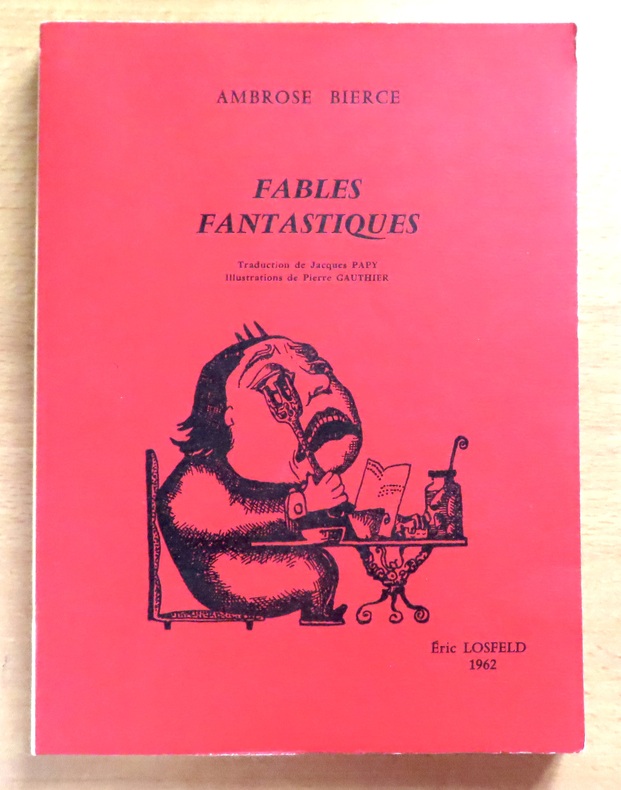 AMBROSE BIERCE
FABLES
FANTASTIQUES
Traduction de Jacques PAPY
Illustrations de Pierre GAUTHIER
Éric LOSFELD
1962